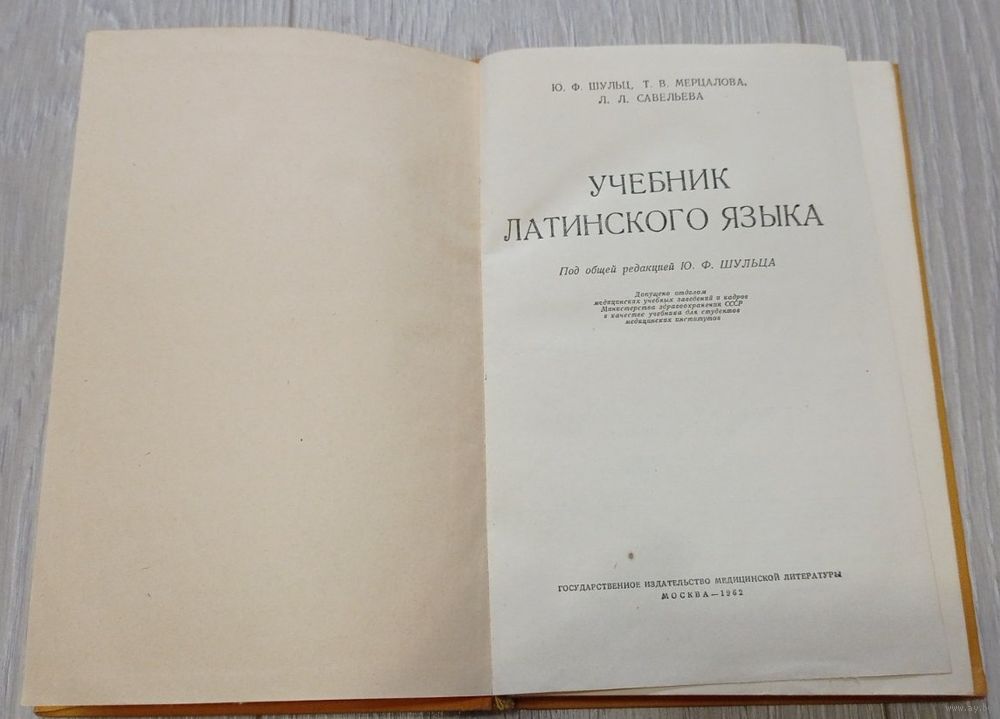 Ю. Ф. ШУЛЬЦ, Т. В. МЕРЦАЛОВА,
Л. Л. САВЕЛЬЕВА
УЧЕБНИК
ЛАТИНСКОГО ЯЗЫКА
Под общей редакцией Ю. Ф. ШУЛЬЦА
Допущено отделом
медицинских учебных заведений и кадров
Министерства здравоохранения СССР
в качестве учебника для студентов
медицинских институтов
ГОСУДАРСТВЕННОЕ ИЗДАТЕЛЬСТВО МЕДИЦИНСКОЙ ЛИТЕРАТУРЫ
МОСКВА—1962